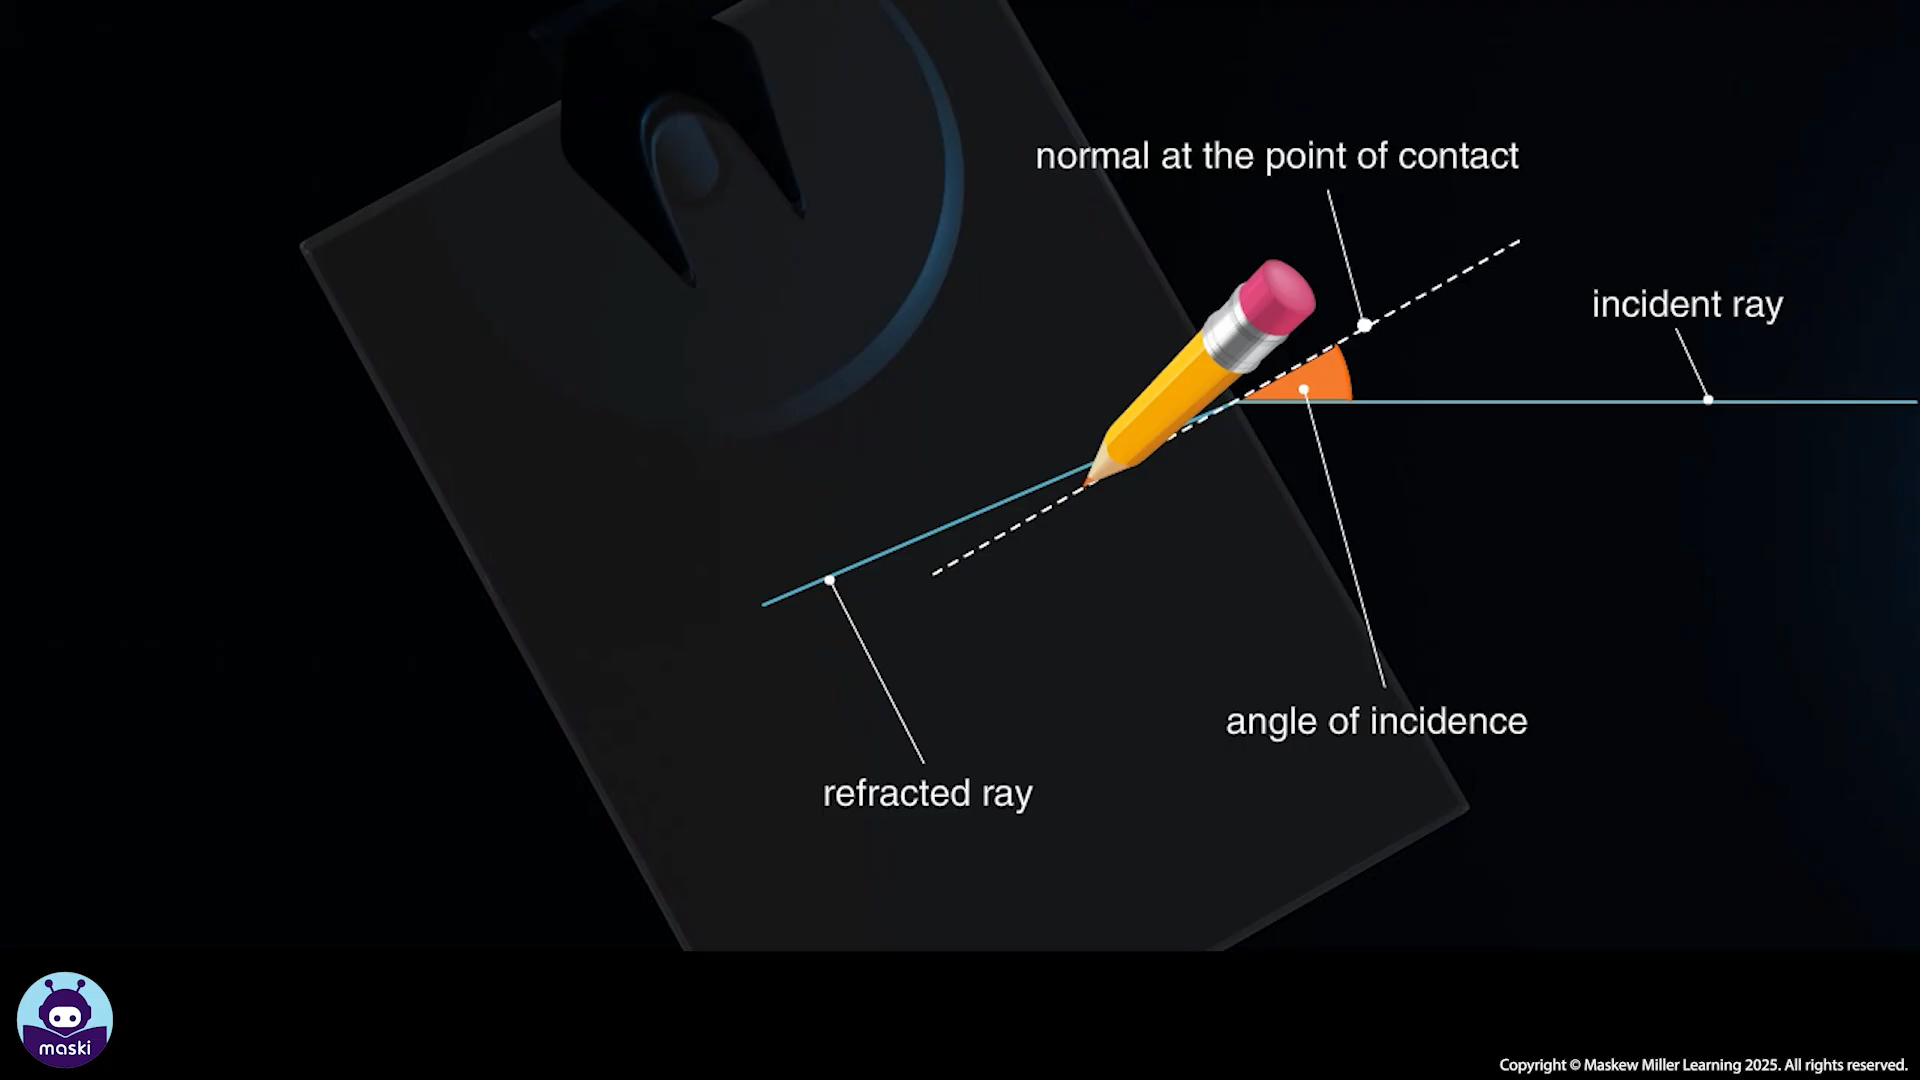 normal at the point of contact
incident ray
angle of incidence
refracted ray
maski
Copyright © Maskew Miller Learning 2025. All rights reserved.